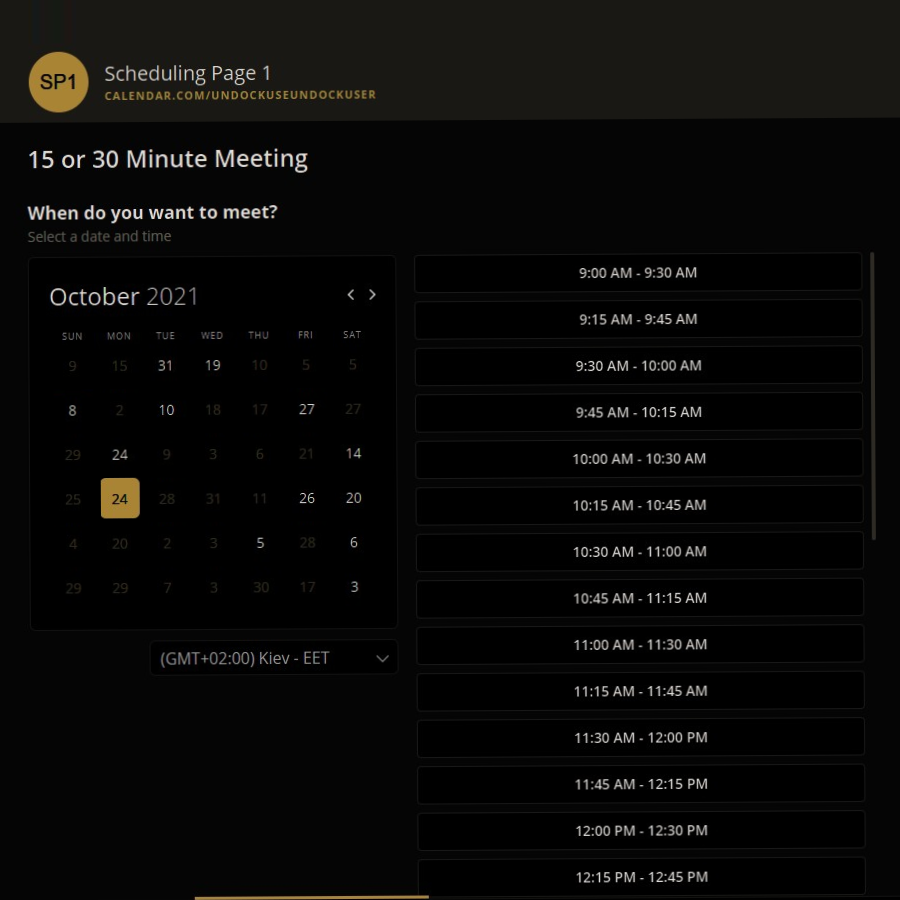 SP1
Scheduling Page 1
CALENDAR.COM/UNDOCKUSEUNDOCKUSER
15 or 30 Minute Meeting
When do you want to meet?
Select a date and time
October 2021
SUN MON TUE WED THU FRI SAT
9 15 31 19 10 5 5
8 2 10 18 17 27 27
29 24 9 3 6 21 14
25 24 28 31 11 26 20
4 20 2 3 5 28 6
29 29 7 3 30 17 3
(GMT+02:00) Kiev - EET
9:00 AM - 9:30 AM
9:15 AM - 9:45 AM
9:30 AM - 10:00 AM
9:45 AM - 10:15 AM
10:00 AM - 10:30 AM
10:15 AM - 10:45 AM
10:30 AM - 11:00 AM
10:45 AM - 11:15 AM
11:00 AM - 11:30 AM
11:15 AM - 11:45 AM
11:30 AM - 12:00 PM
11:45 AM - 12:15 PM
12:00 PM - 12:30 PM
12:15 PM - 12:45 PM